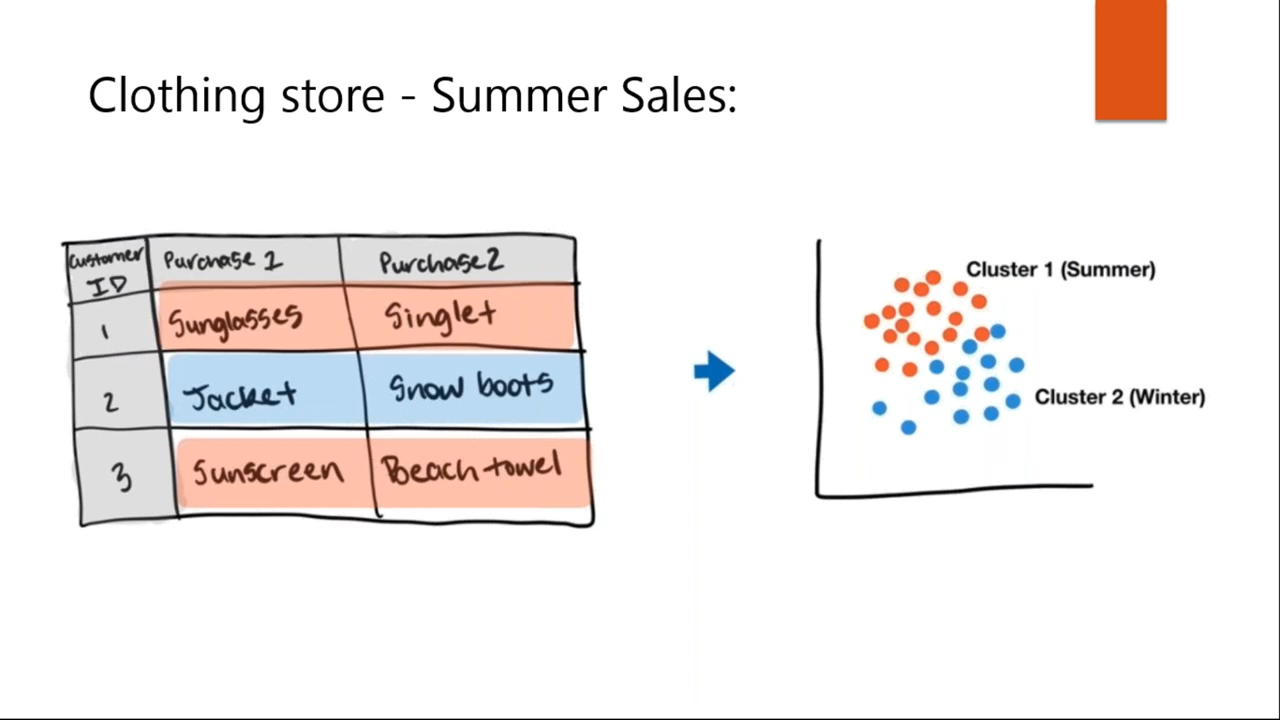 Clothing store - Summer Sales:
Customer ID Purchase 1 Purchase 2
1 Sunglasses Singlet
2 Jacket Snow boots
3 Sunscreen Beach towel
Cluster 1 (Summer)
Cluster 2 (Winter)